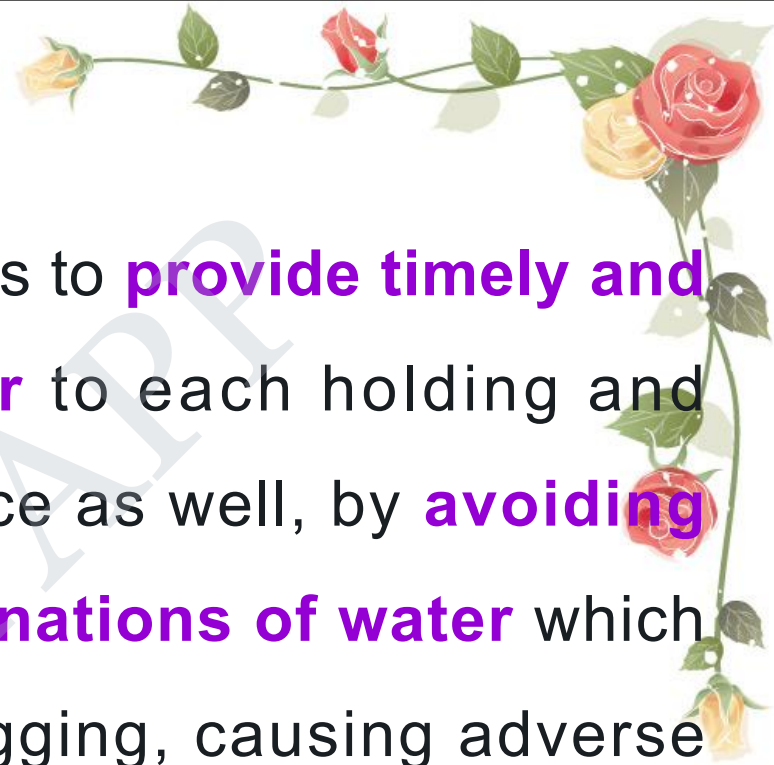 s to provide timely and
r to each holding and
ce as well, by avoiding
nations of water which
gging, causing adverse
APP